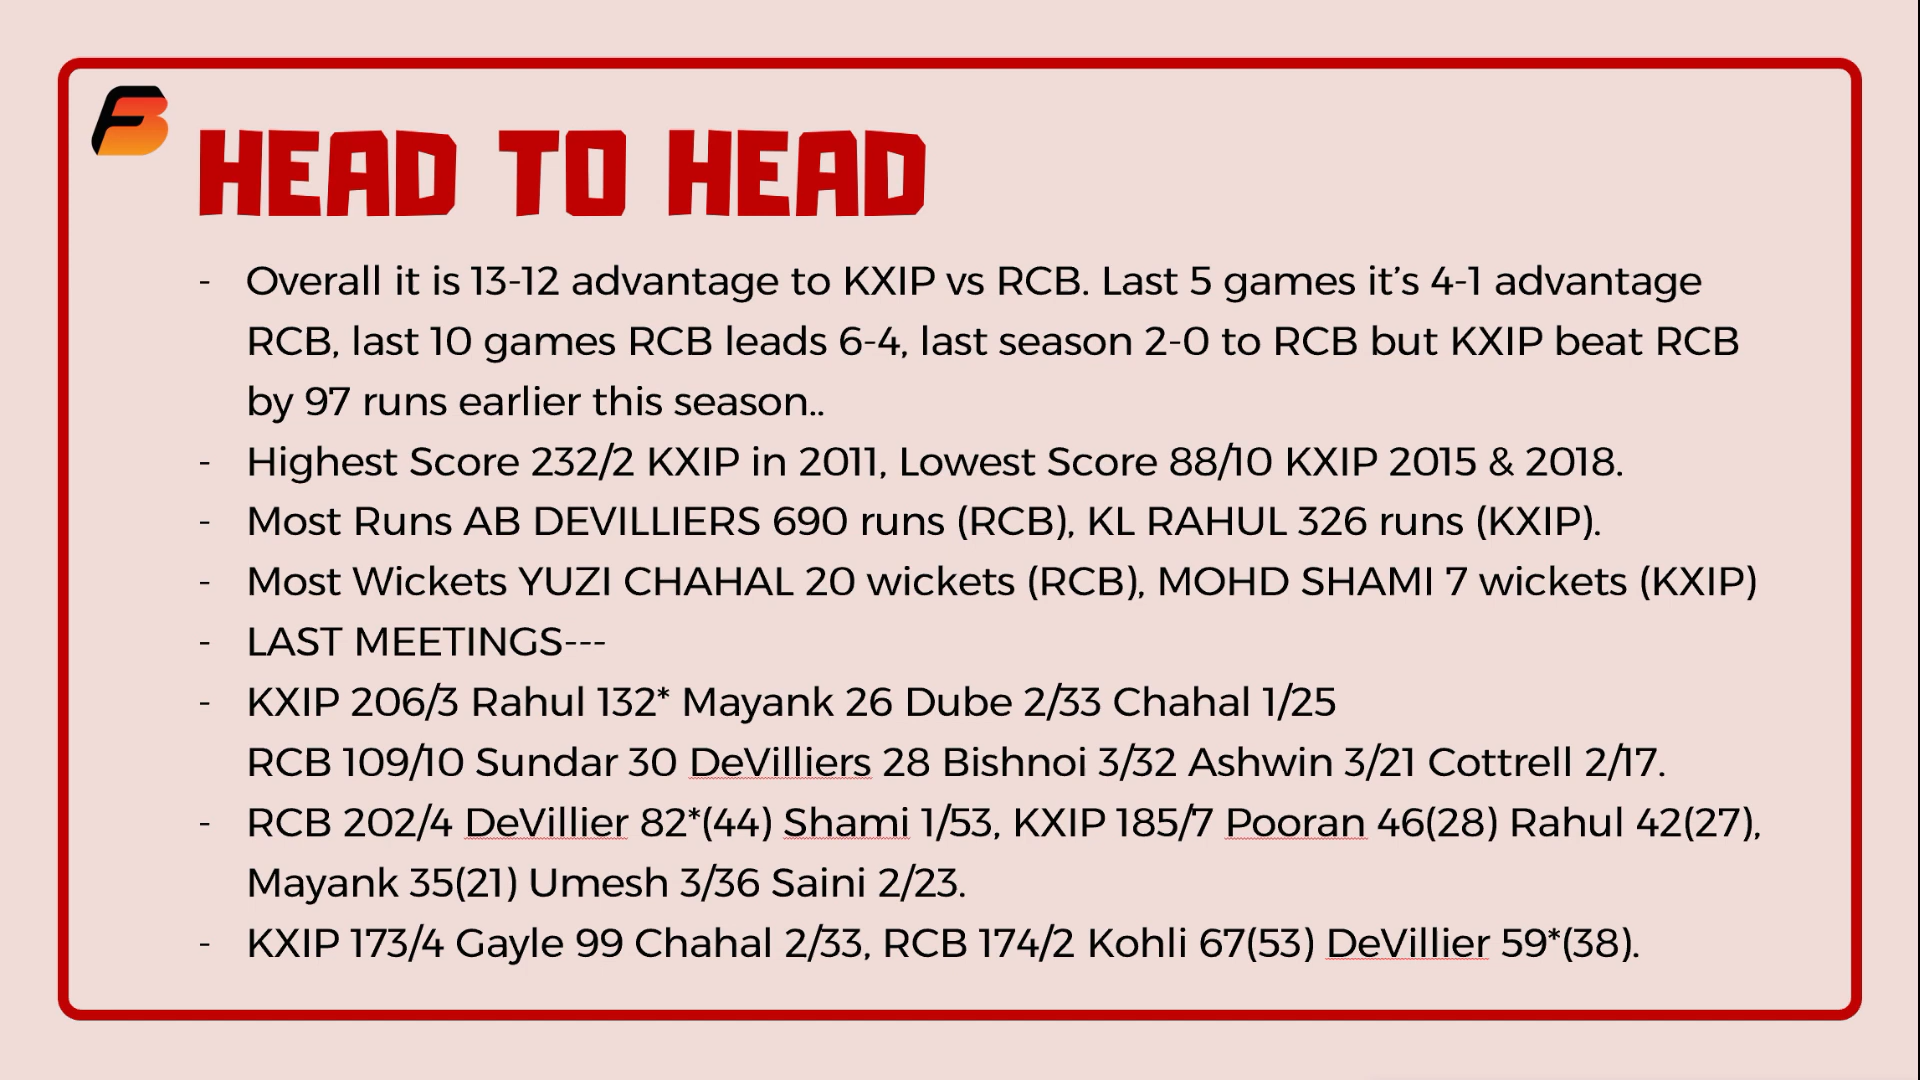 HEAD TO HEAD
- Overall it is 13-12 advantage to KXIP vs RCB. Last 5 games it’s 4-1 advantage
RCB, last 10 games RCB leads 6-4, last season 2-0 to RCB but KXIP beat RCB
by 97 runs earlier this season..
- Highest Score 232/2 KXIP in 2011, Lowest Score 88/10 KXIP 2015 & 2018.
- Most Runs AB DEVILLIERS 690 runs (RCB), KL RAHUL 326 runs (KXIP).
- Most Wickets YUZI CHAHAL 20 wickets (RCB), MOHD SHAMI 7 wickets (KXIP)
- LAST MEETINGS---
- KXIP 206/3 Rahul 132* Mayank 26 Dube 2/33 Chahal 1/25
RCB 109/10 Sundar 30 DeVilliers 28 Bishnoi 3/32 Ashwin 3/21 Cottrell 2/17.
- RCB 202/4 DeVillier 82*(44) Shami 1/53, KXIP 185/7 Pooran 46(28) Rahul 42(27),
Mayank 35(21) Umesh 3/36 Saini 2/23.
- KXIP 173/4 Gayle 99 Chahal 2/33, RCB 174/2 Kohli 67(53) DeVillier 59*(38).